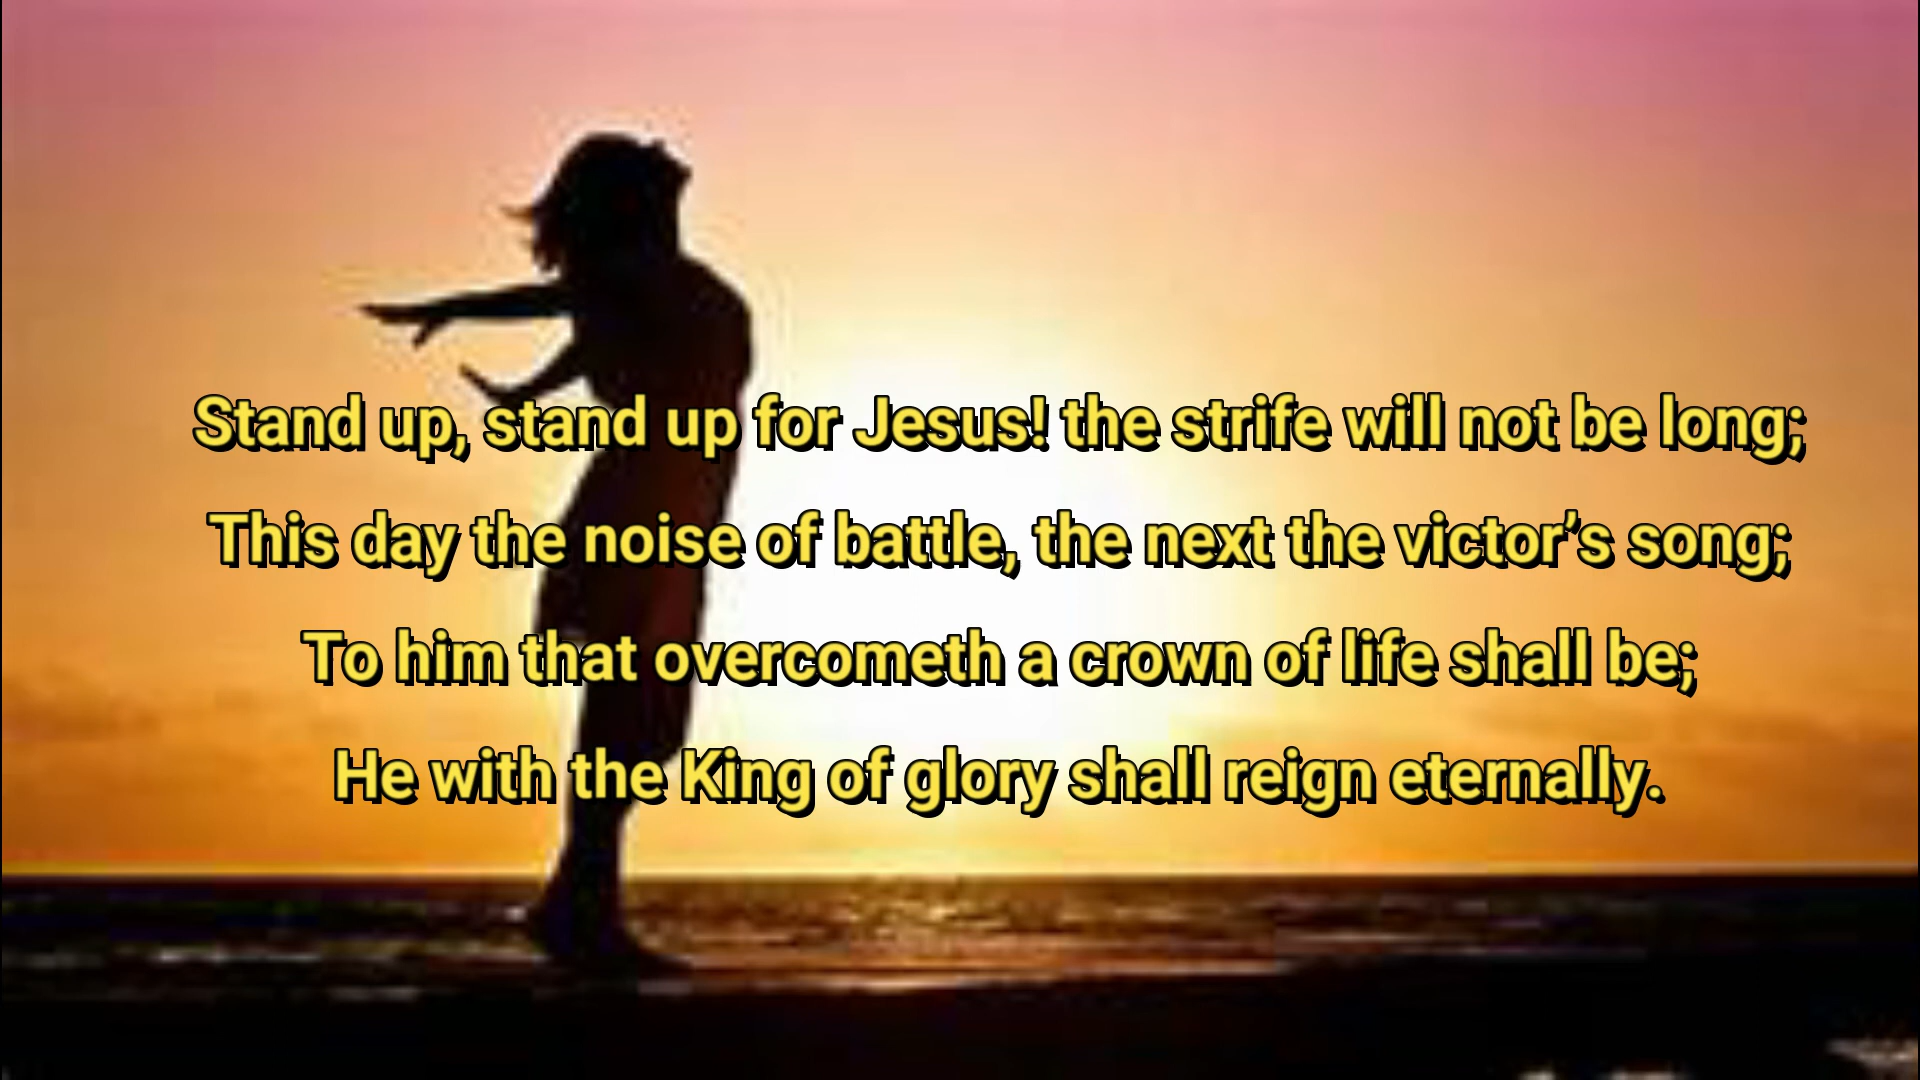 Stand up, stand up for Jesus! the strife will not be long;
This day the noise of battle, the next the victor’s song;
To him that overcometh a crown of life shall be;
He with the King of glory shall reign eternally.